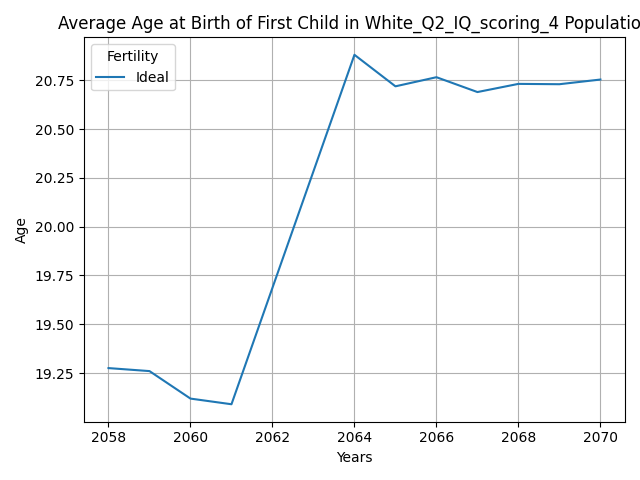 Average Age at Birth of First Child in White_Q2_IQ_scoring_4 Populatio
Fertility
Ideal
20.75
20.50
20.25
20.00
19.75
19.50
19.25
Age
2058 2060 2062 2064 2066 2068 2070
Years